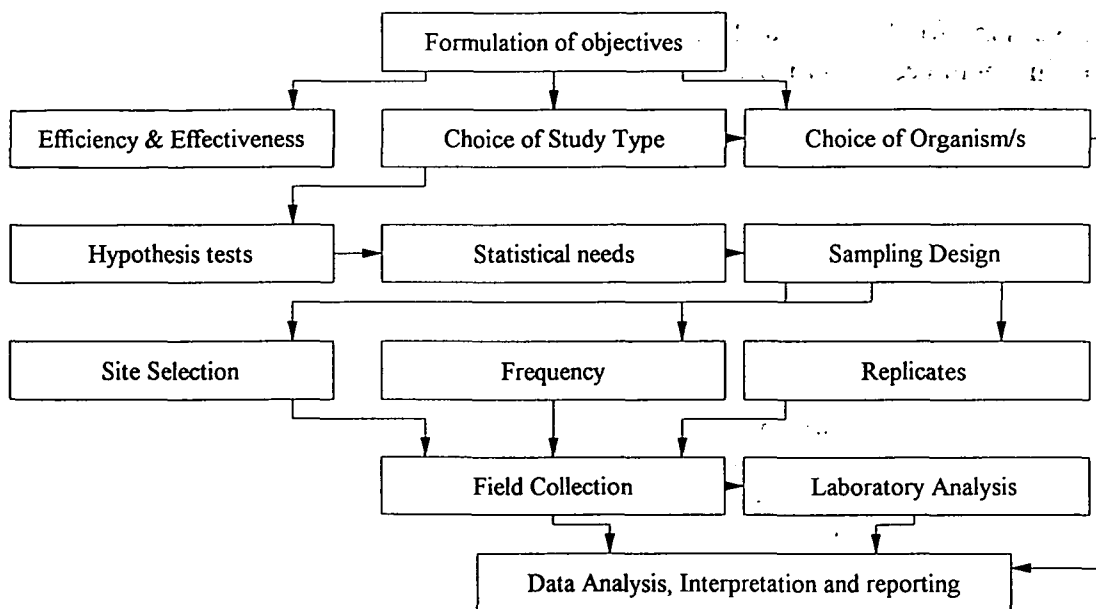 Formulation of objectives
Efficiency & Effectiveness
Choice of Study Type
Choice of Organism/s
Hypothesis tests
Statistical needs
Sampling Design
Site Selection
Frequency
Replicates
Field Collection
Laboratory Analysis
Data Analysis, Interpretation and reporting